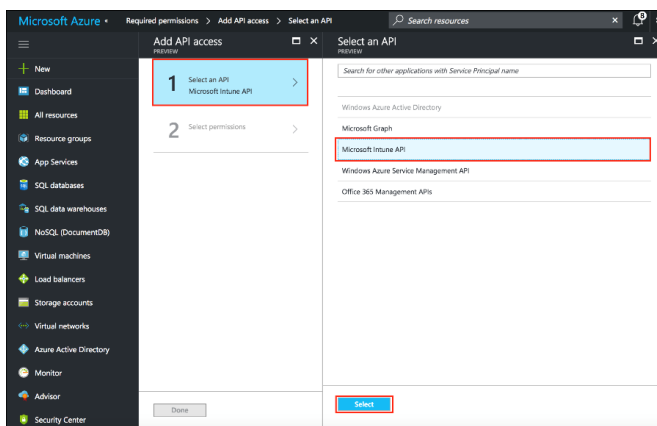 Microsoft Azure
Required permissions > Add API access > Select an API
Search resources
6
Add API access
PREVIEW
Select an API
PREVIEW
New
Dashboard
All resources
Resource groups
App Services
SQL databases
SQL data warehouses
NoSQL (DocumentDB)
Virtual machines
Load balancers
Storage accounts
Virtual networks
Azure Active Directory
Monitor
Advisor
Security Center
1
Select an API
Microsoft Intune API
2
Select permissions
Done
Search for other applications with Service Principal name
Windows Azure Active Directory
Microsoft Graph
Microsoft Intune API
Windows Azure Service Management API
Office 365 Management APIs
Select